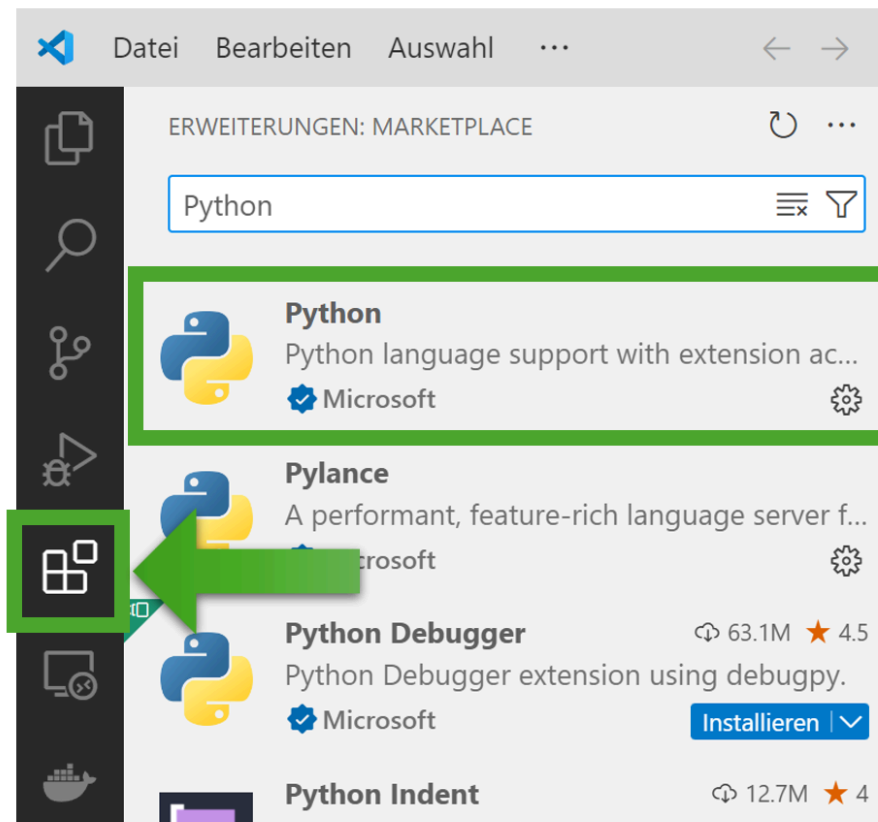 Datei Bearbeiten Auswahl ···
ERWEITERUNGEN: MARKETPLACE
Python
Python
Python language support with extension ac...
Microsoft
Pylance
A performant, feature-rich language server f...
Python Debugger 63.1M 4.5
Python Debugger extension using debugpy.
Microsoft Installieren
Python Indent 12.7M 4